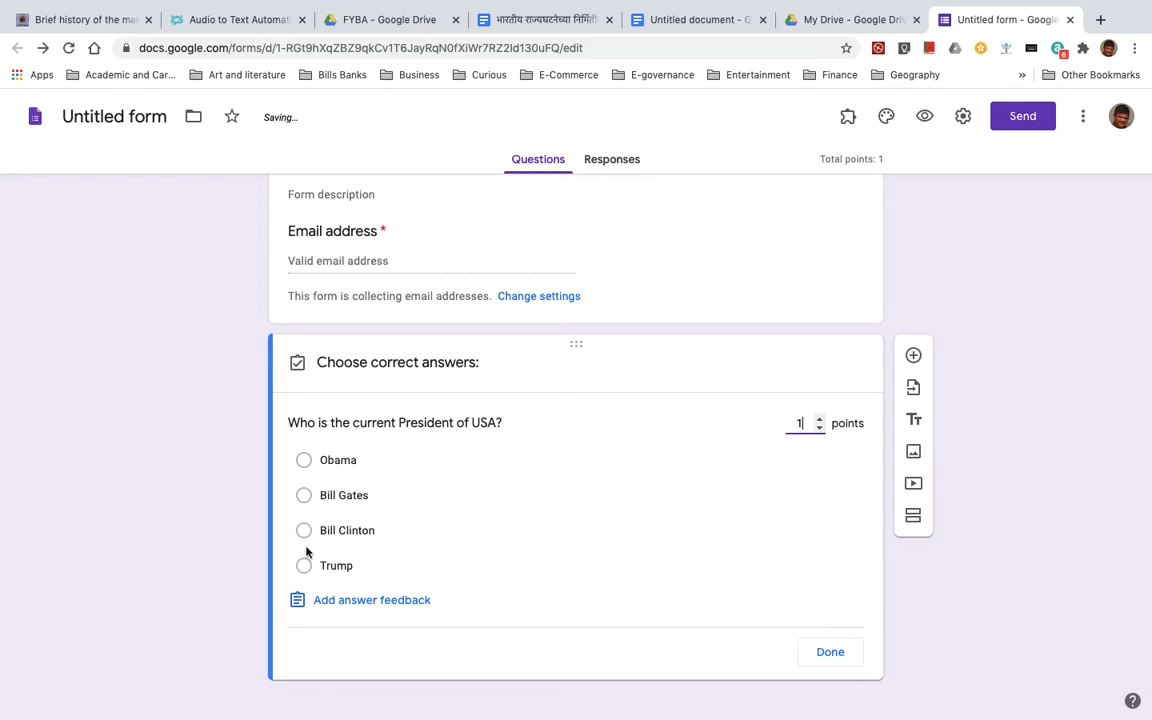 Brief history of the ma
Audio to Text Automat
FYBA - Google Drive
भारतीय राज्यघटनेच्या निर्मिती
Untitled document - G
My Drive - Google Driv
Untitled form - Google
docs.google.com/forms/d/1-RGt9hXqZBZ9qkCv1T6JayRqN0fXiWr7RZ2Id130uFQ/edit
Apps
Academic and Car...
Art and literature
Bills Banks
Business
Curious
E-Commerce
E-governance
Entertainment
Finance
Geography
»
Other Bookmarks
Untitled form
Saving...
Send
Questions
Responses
Total points: 1
Form description
Email address *
Valid email address
This form is collecting email addresses. Change settings
Choose correct answers:
Who is the current President of USA?
1 points
Obama
Bill Gates
Bill Clinton
Trump
Add answer feedback
Done